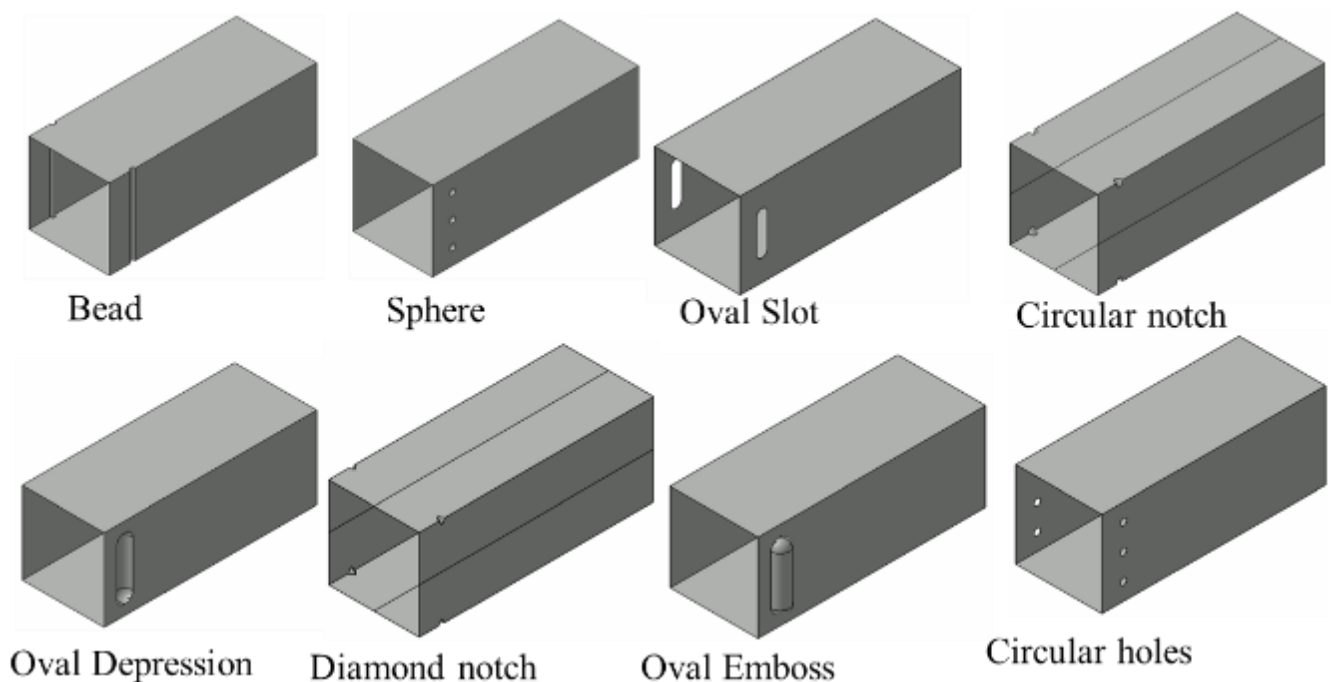 Bead
Sphere
Oval Slot
Circular notch
Oval Depression
Diamond notch
Oval Emboss
Circular holes